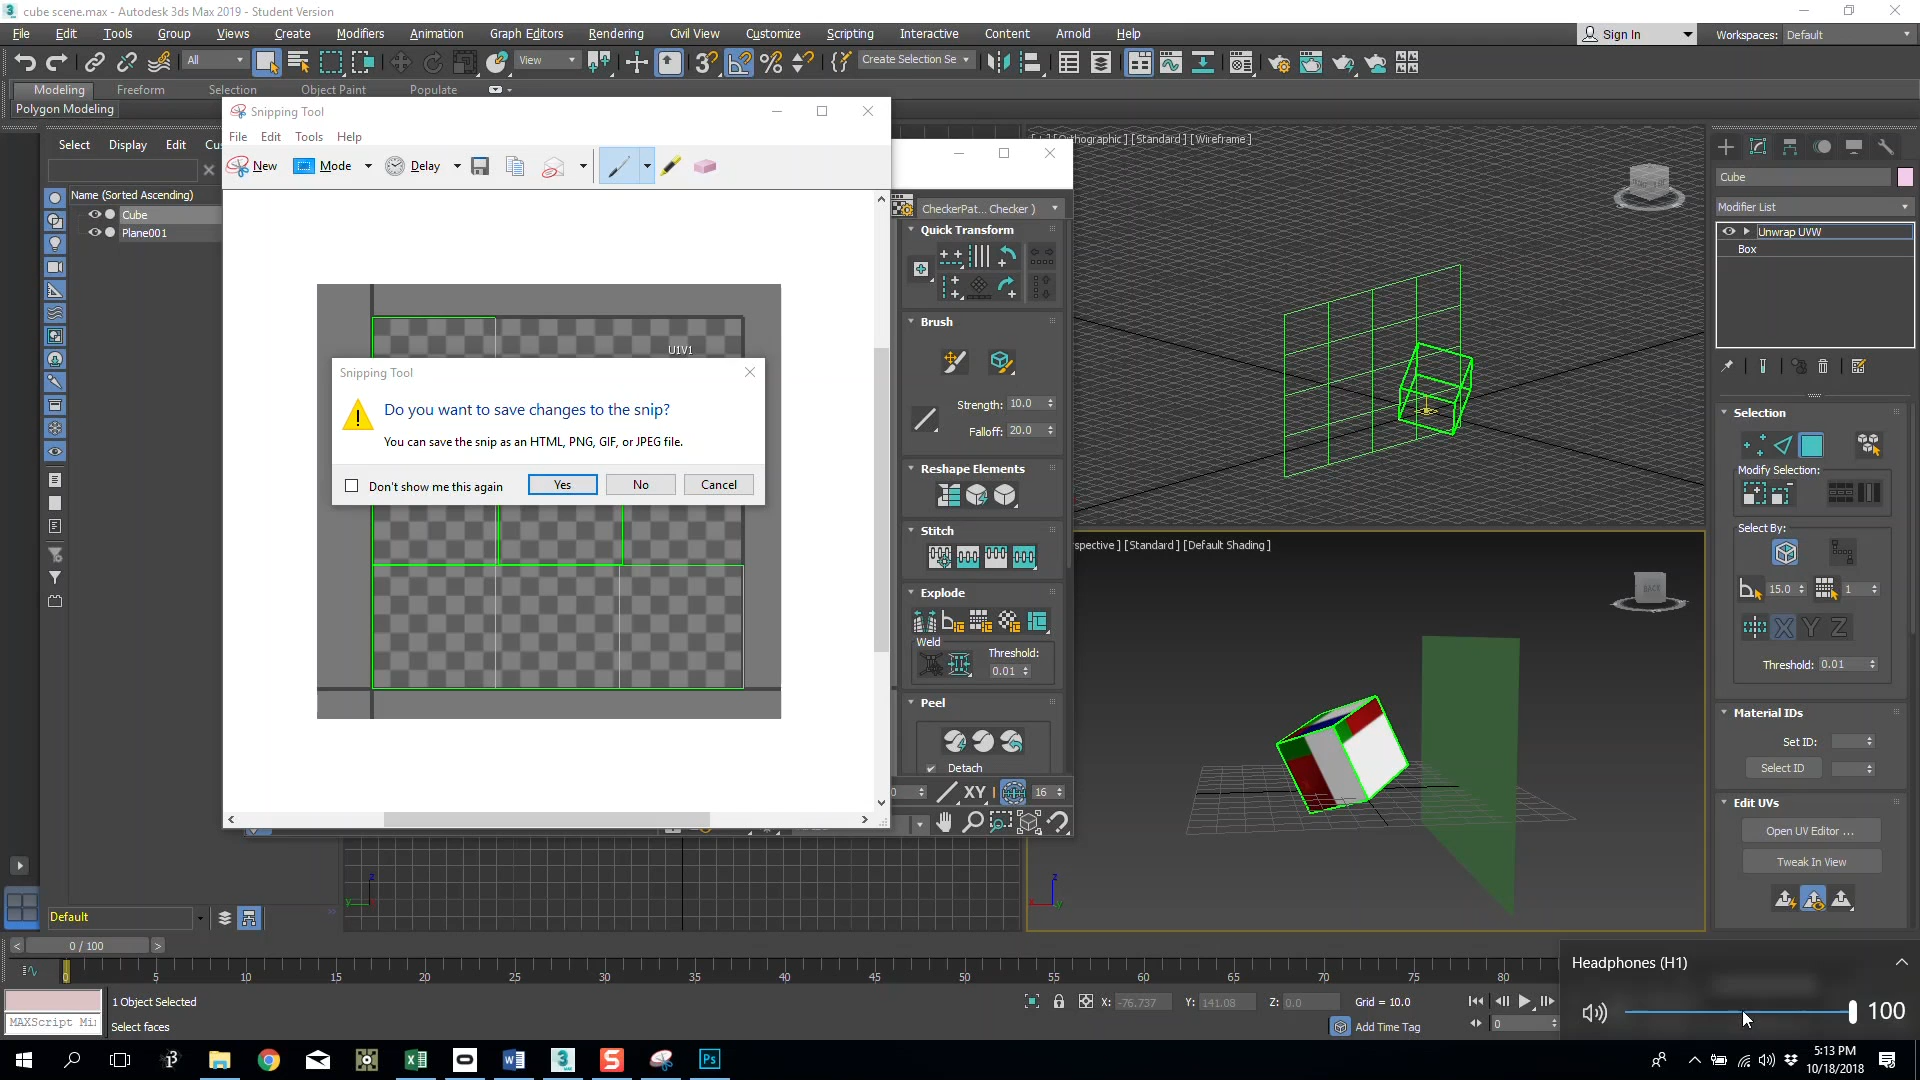 cube scene.max - Autodesk 3ds Max 2019 - Student Version
File Edit Tools Group Views Create Modifiers Animation Graph Editors Rendering Civil View Customize Scripting Interactive Content Arnold Help
Sign In
Workspaces: Default
All
View
Create Selection Se
Modeling Freeform Selection Object Paint Populate
Polygon Modeling
Select Display Edit
Name (Sorted Ascending)
Cube
Plane001
Default
Snipping Tool
File Edit Tools Help
New Mode Delay
U1V1
Snipping Tool
Do you want to save changes to the snip?
You can save the snip as an HTML, PNG, GIF, or JPEG file.
Don't show me this again
Yes No Cancel
CheckerPat... Checker )
Quick Transform
Brush
Strength: 10.0
Falloff: 20.0
Reshape Elements
Stitch
Explode
Weld
Threshold:
0.01
Peel
Detach
XY
16
[Standard ] [Wireframe ]
[Standard ] [Default Shading ]
BACK
z
y
z
x
y
Cube
Modifier List
Unwrap UVW
Box
Selection
Modify Selection:
Select By:
15.0
1
X Y Z
Threshold: 0.01
Material IDs
Set ID:
Select ID
Edit UVs
Open UV Editor ...
Tweak In View
< 0 / 100 >
0 5 10 15 20 25 30 35 40 45 50 55 60 65 70 75 80
1 Object Selected
Select faces
MAXScript Mi
X: -76.737 Y: 141.08 Z: 0.0 Grid = 10.0
Add Time Tag
0
Headphones (H1)
100
5:13 PM
10/18/2018